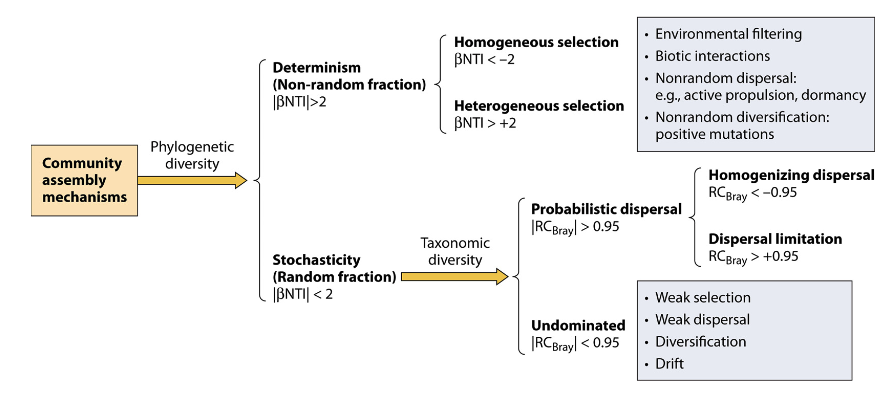 Community
assembly
mechanisms
Phylogenetic
diversity
Determinism
(Non-random fraction)
|βNTI|>2
Homogeneous selection
βNTI < –2
Heterogeneous selection
βNTI > +2
• Environmental filtering
• Biotic interactions
• Nonrandom dispersal:
e.g., active propulsion, dormancy
• Nonrandom diversification:
positive mutations
Stochasticity
(Random fraction)
|βNTI| < 2
Taxonomic
diversity
Probabilistic dispersal
|RCBray| > 0.95
Homogenizing dispersal
RCBray < –0.95
Dispersal limitation
RCBray > +0.95
Undominated
|RCBray| < 0.95
• Weak selection
• Weak dispersal
• Diversification
• Drift